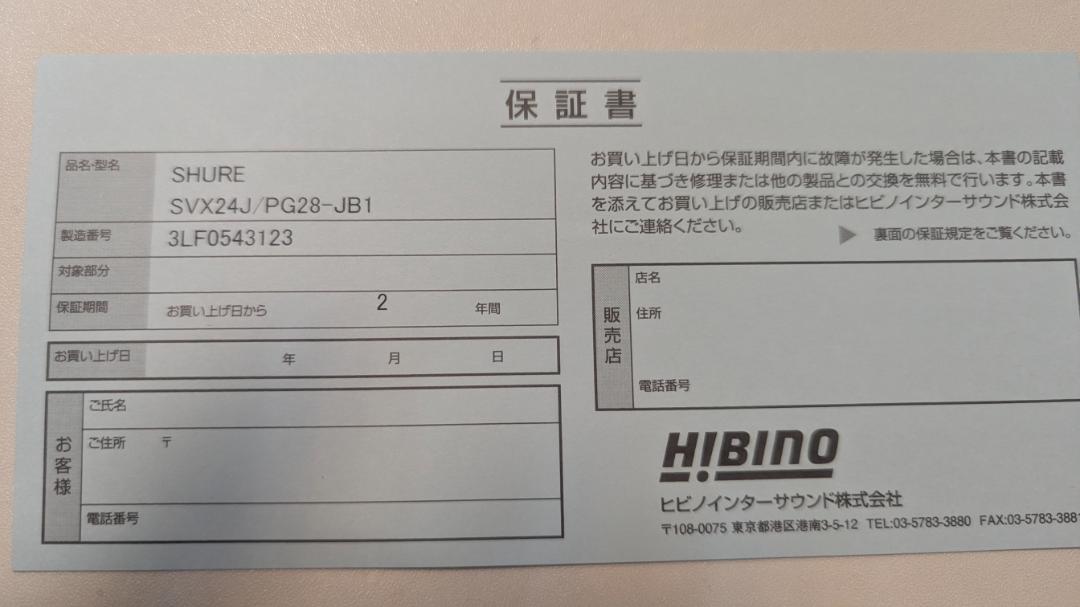 保証書
品名・型名
SHURE
SVX24J/PG28-JB1
製造番号
3LF0543123
対象部分
保証期間
お買い上げ日から 2 年間
お買い上げ日
年 月 日
お客様
ご氏名
ご住所 〒
電話番号
お買い上げ日から保証期間内に故障が発生した場合は、本書の記載
内容に基づき修理または他の製品との交換を無料で行います。本書
を添えてお買い上げの販売店またはヒビノインターサウンド株式会
社にご連絡ください。
▶ 裏面の保証規定をご覧ください。
販売店
店名
住所
電話番号
HIBINO
ヒビノインターサウンド株式会社
〒108-0075 東京都港区港南3-5-12 TEL:03-5783-3880 FAX:03-5783-3881